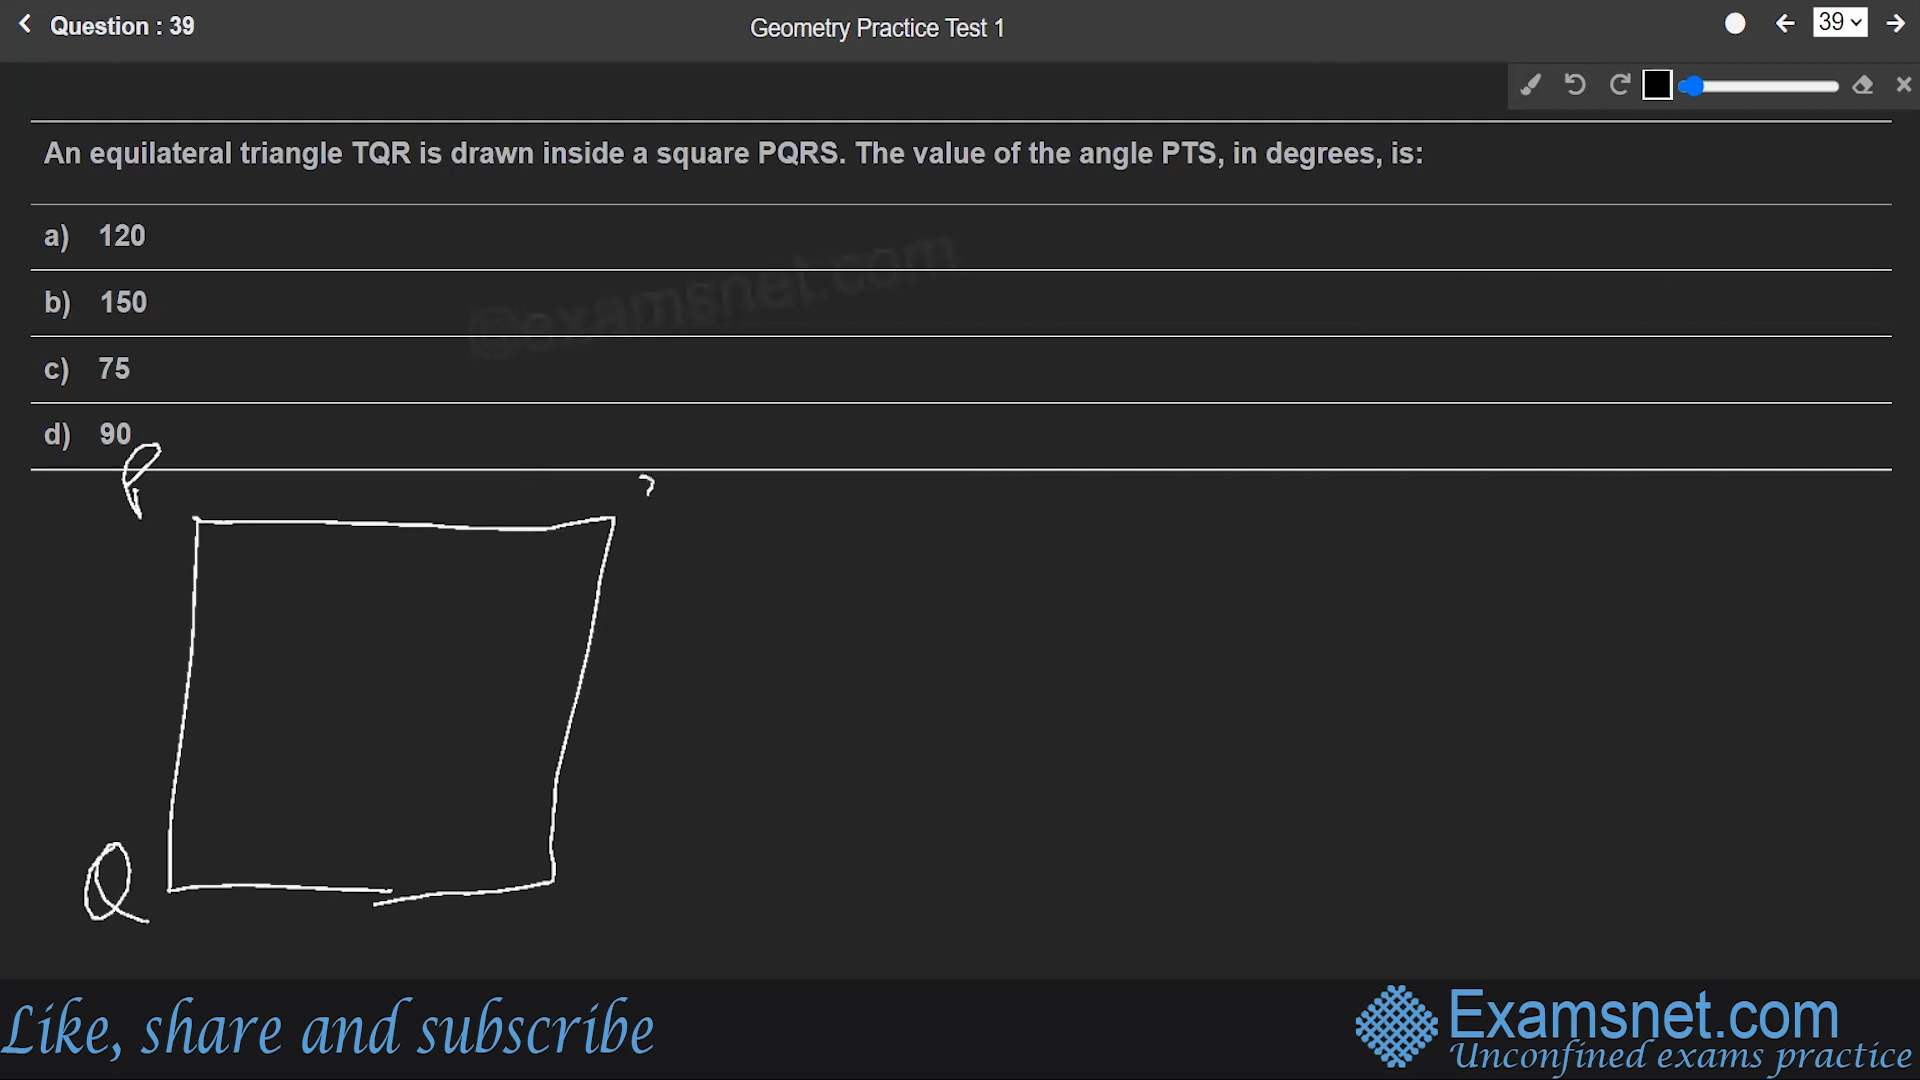 Question : 39
Geometry Practice Test 1
39
An equilateral triangle TQR is drawn inside a square PQRS. The value of the angle PTS, in degrees, is:
a) 120
b) 150
c) 75
d) 90
©examsnet.com
P
Q
Like, share and subscribe
Examsnet.com
Unconfined exams practice